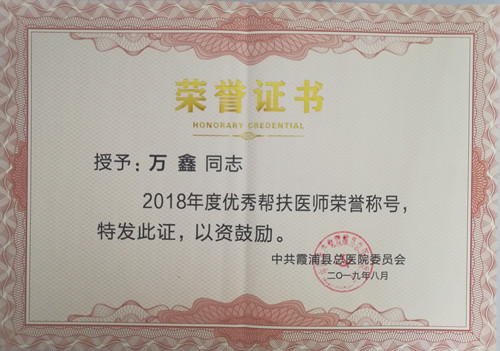 荣誉证书
HONORARY CREDENTIAL
授予：万 鑫 同志
2018年度优秀帮扶医师荣誉称号，
特发此证，以资鼓励。
中共霞浦县总医院委员会
二〇一九年八月